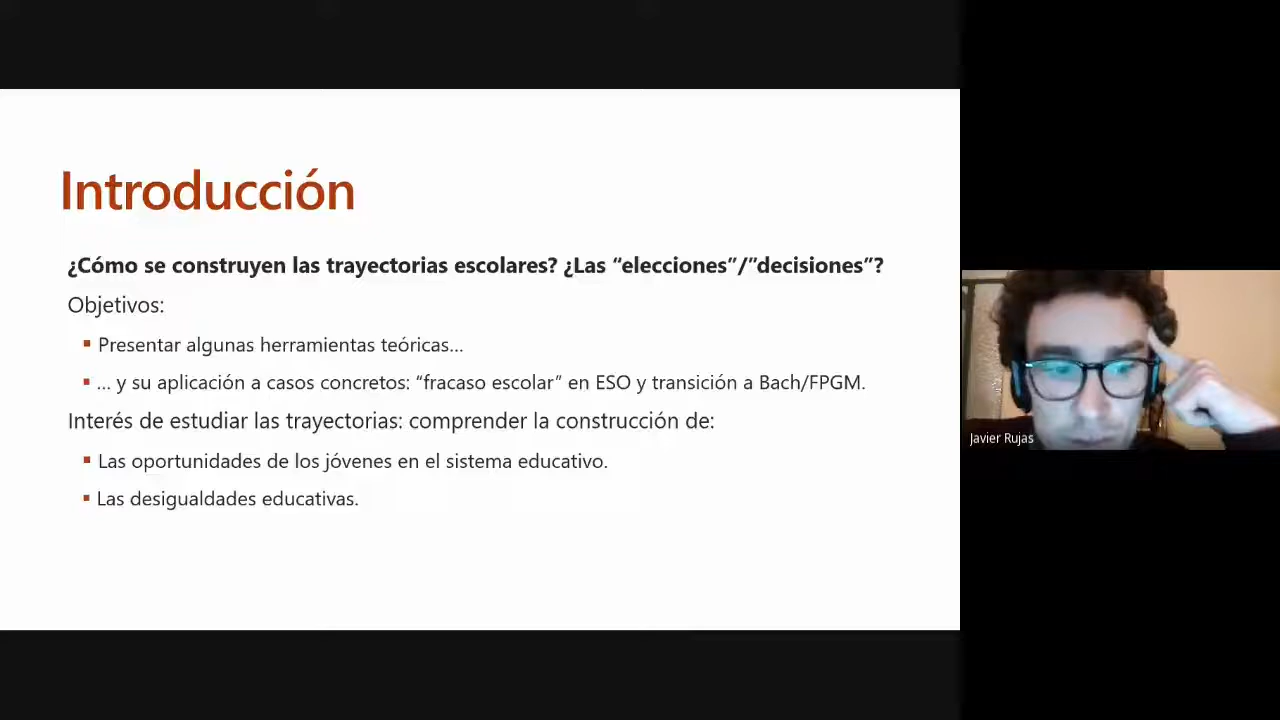 Introducción
¿Cómo se construyen las trayectorias escolares? ¿Las “elecciones”/”decisiones”?
Objetivos:
▪ Presentar algunas herramientas teóricas…
▪ … y su aplicación a casos concretos: “fracaso escolar” en ESO y transición a Bach/FPGM.
Interés de estudiar las trayectorias: comprender la construcción de:
▪ Las oportunidades de los jóvenes en el sistema educativo.
▪ Las desigualdades educativas.
Javier Rujas